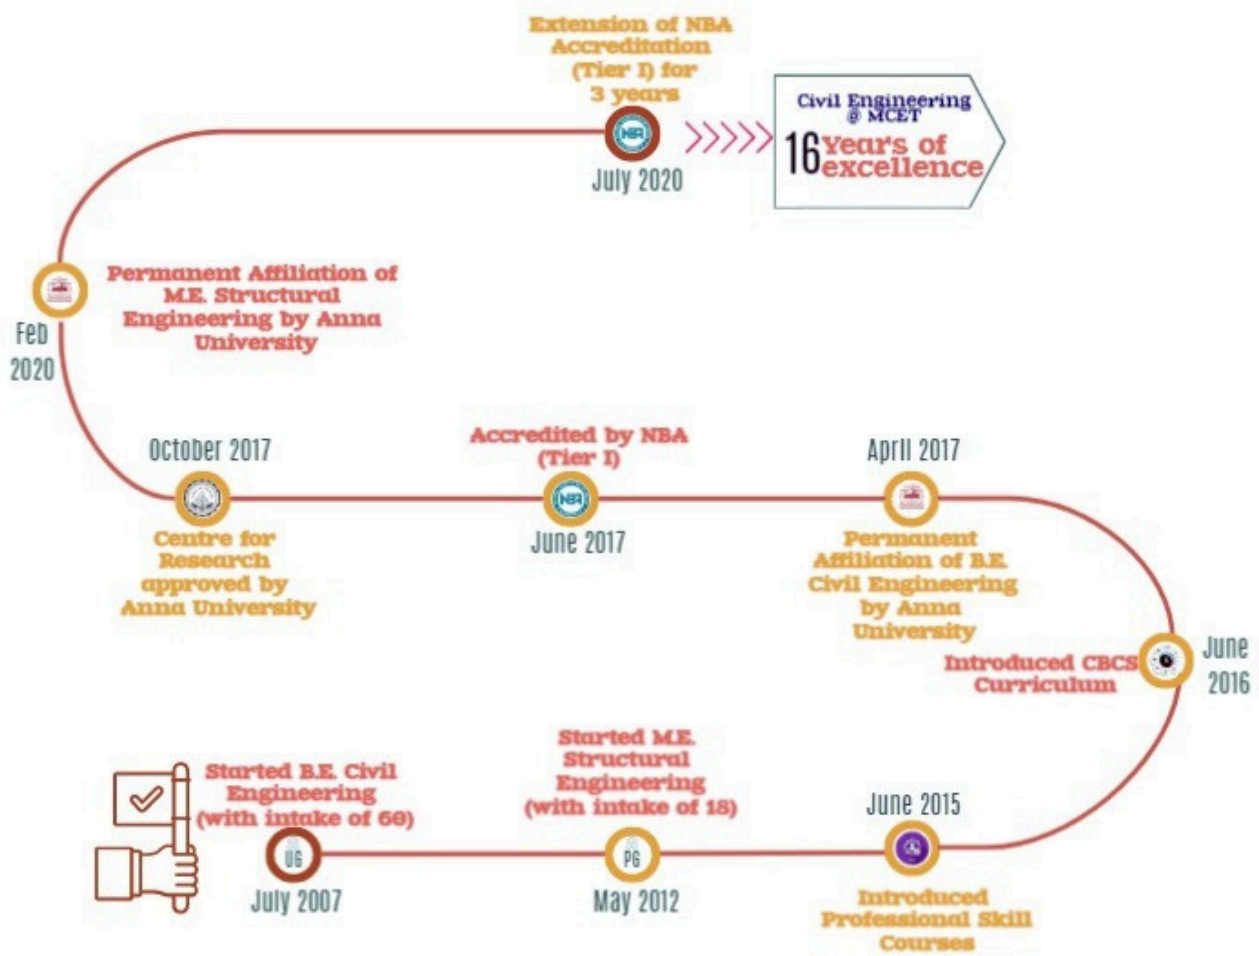 Extension of NBA
Accreditation
(Tier I) for
3 years
July 2020
Civil Engineering
@ MCET
16 Years of
excellence
Permanent Affiliation of
M.E. Structural
Engineering by Anna
University
Feb
2020
October 2017
Centre for
Research
approved by
Anna University
Accredited by NBA
(Tier I)
NBA
June 2017
April 2017
Permanent
Affiliation of B.E.
Civil Engineering
by Anna
University
Introduced CBCS
Curriculum
June
2016
Started B.E. Civil
Engineering
(with intake of 60)
UG
July 2007
Started M.E.
Structural
Engineering
(with intake of 18)
PG
May 2012
June 2015
Introduced
Professional Skill
Courses